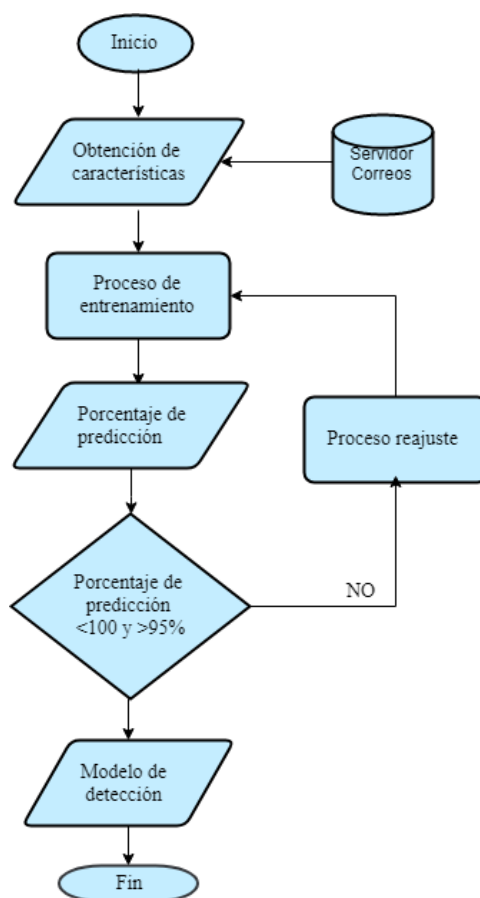 Inicio
Obtención de
características
Servidor
Correos
Proceso de
entrenamiento
Porcentaje de
predicción
Proceso reajuste
Porcentaje de
predicción
<100 y >95%
NO
Modelo de
detección
Fin